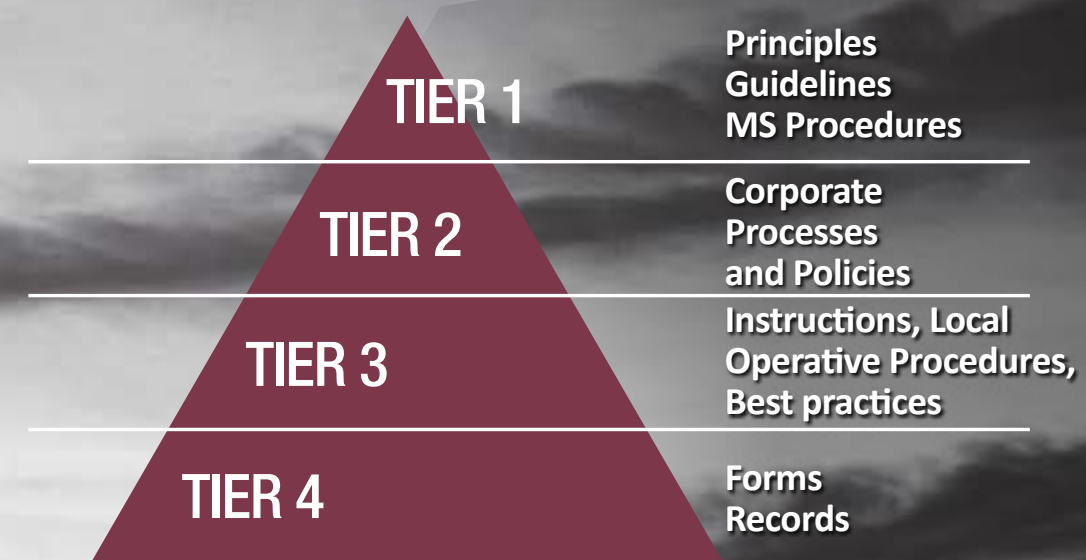 TIER 1
Principles
Guidelines
MS Procedures
TIER 2
Corporate
Processes
and Policies
TIER 3
Instructions, Local
Operative Procedures,
Best practices
TIER 4
Forms
Records